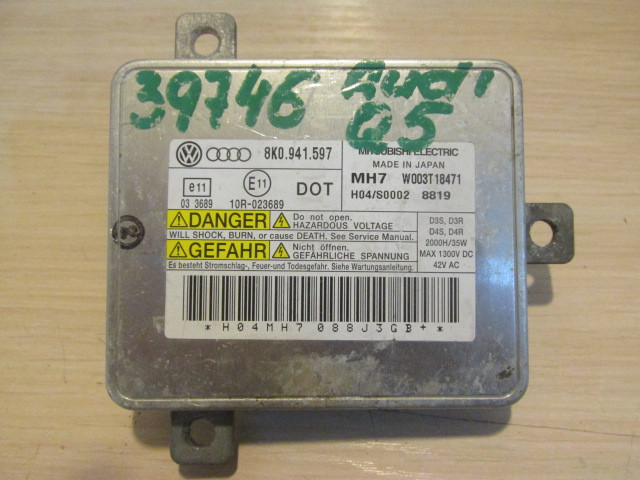 39746 Audi Q5
8K0.941.597
MITSUBISHI ELECTRIC
MADE IN JAPAN
MH7 W003T18471
H04/S0002 8819
e11 E11 DOT
03 3689 10R-023689
DANGER Do not open.
HAZARDOUS VOLTAGE
WILL SHOCK, BURN, or cause DEATH. See Service Manual.
GEFAHR Nicht öffnen.
GEFÄHRLICHE SPANNUNG
Es besteht Stromschlag-, Feuer-und Todesgefahr. Siehe Wartungsanleitung.
D3S, D3R
D4S, D4R
2000H/35W
MAX 1300V DC
42V AC
*H04MH7088J3GB+*